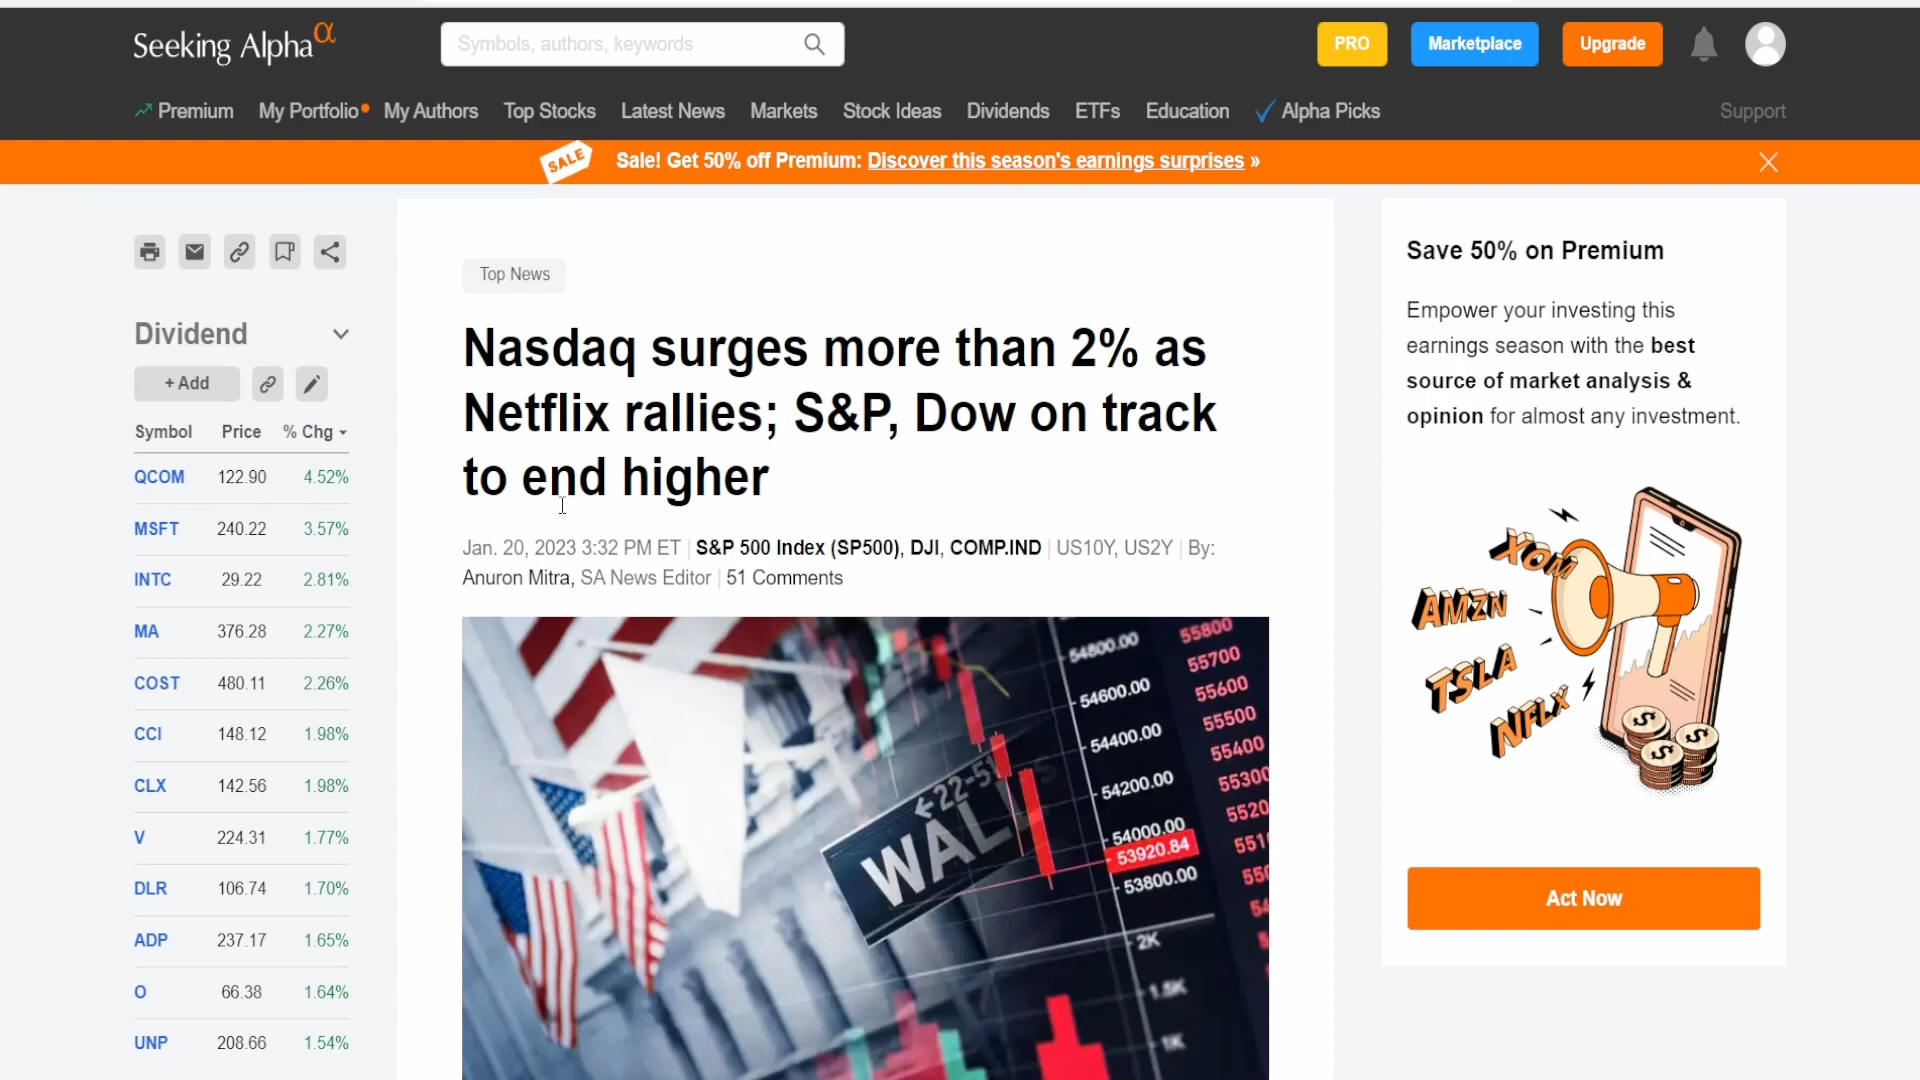 Seeking Alpha α
Symbols, authors, keywords
PRO
Marketplace
Upgrade
Premium My Portfolio My Authors Top Stocks Latest News Markets Stock Ideas Dividends ETFs Education Alpha Picks Support
SALE Sale! Get 50% off Premium: Discover this season's earnings surprises »
Dividend
+ Add
Symbol Price % Chg
QCOM 122.90 4.52%
MSFT 240.22 3.57%
INTC 29.22 2.81%
MA 376.28 2.27%
COST 480.11 2.26%
CCI 148.12 1.98%
CLX 142.56 1.98%
V 224.31 1.77%
DLR 106.74 1.70%
ADP 237.17 1.65%
O 66.38 1.64%
UNP 208.66 1.54%
Top News
Nasdaq surges more than 2% as
Netflix rallies; S&P, Dow on track
to end higher
Jan. 20, 2023 3:32 PM ET | S&P 500 Index (SP500), DJI, COMP.IND | US10Y, US2Y | By:
Anuron Mitra, SA News Editor | 51 Comments
54800.00
54600.00
54400.00
54200.00
54000.00
53920.84
53800.00
2K
1.5K
1K
55800
55700
55600
55500
55400
WALL
Save 50% on Premium
Empower your investing this
earnings season with the best
source of market analysis &
opinion for almost any investment.
XOM
AMZN
TSLA
NFLX
$
$
$
Act Now